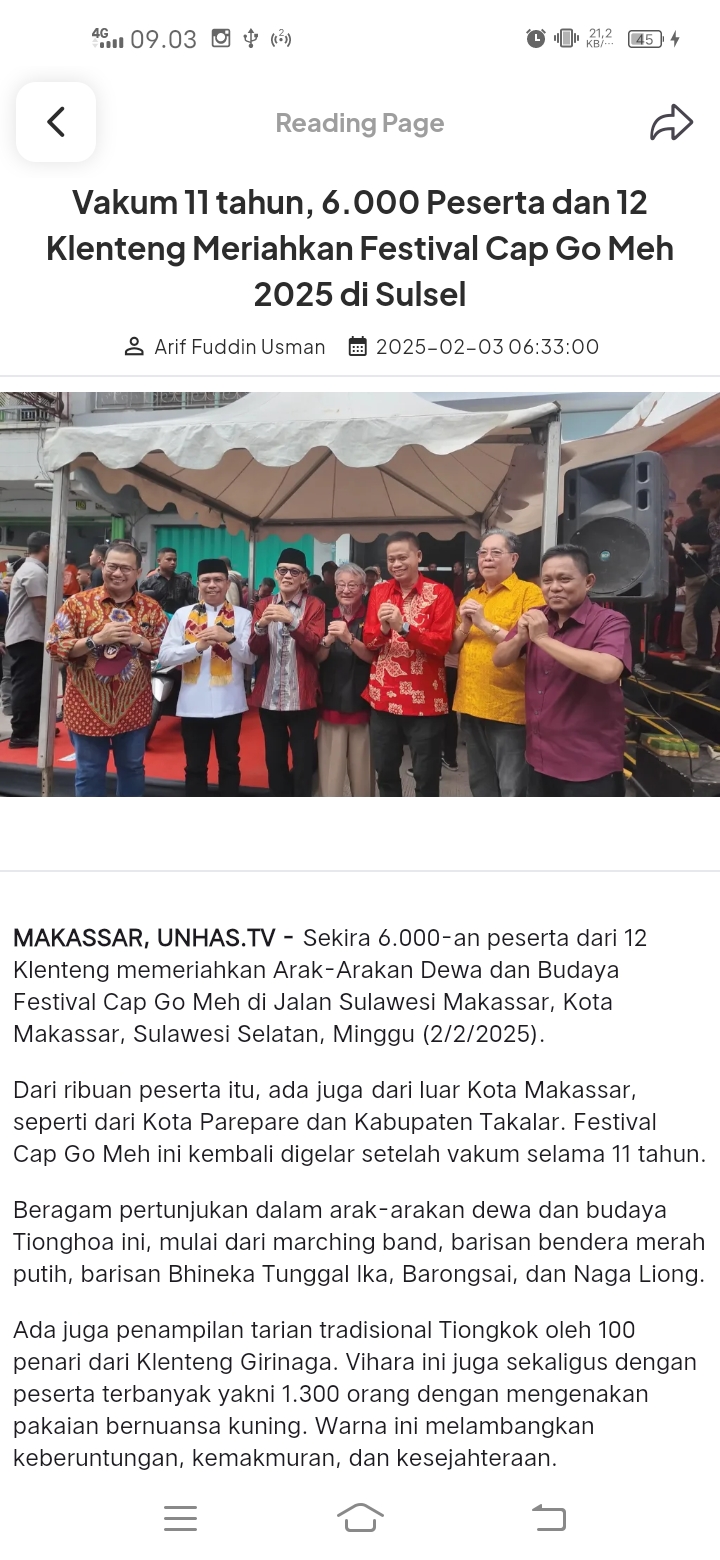 4G 09.03 21,2 KB/... 45
Reading Page
Vakum 11 tahun, 6.000 Peserta dan 12
Klenteng Meriahkan Festival Cap Go Meh
2025 di Sulsel
Arif Fuddin Usman 2025-02-03 06:33:00
MAKASSAR, UNHAS.TV - Sekira 6.000-an peserta dari 12
Klenteng memeriahkan Arak-Arakan Dewa dan Budaya
Festival Cap Go Meh di Jalan Sulawesi Makassar, Kota
Makassar, Sulawesi Selatan, Minggu (2/2/2025).
Dari ribuan peserta itu, ada juga dari luar Kota Makassar,
seperti dari Kota Parepare dan Kabupaten Takalar. Festival
Cap Go Meh ini kembali digelar setelah vakum selama 11 tahun.
Beragam pertunjukan dalam arak-arakan dewa dan budaya
Tionghoa ini, mulai dari marching band, barisan bendera merah
putih, barisan Bhineka Tunggal Ika, Barongsai, dan Naga Liong.
Ada juga penampilan tarian tradisional Tiongkok oleh 100
penari dari Klenteng Girinaga. Vihara ini juga sekaligus dengan
peserta terbanyak yakni 1.300 orang dengan mengenakan
pakaian bernuansa kuning. Warna ini melambangkan
keberuntungan, kemakmuran, dan kesejahteraan.